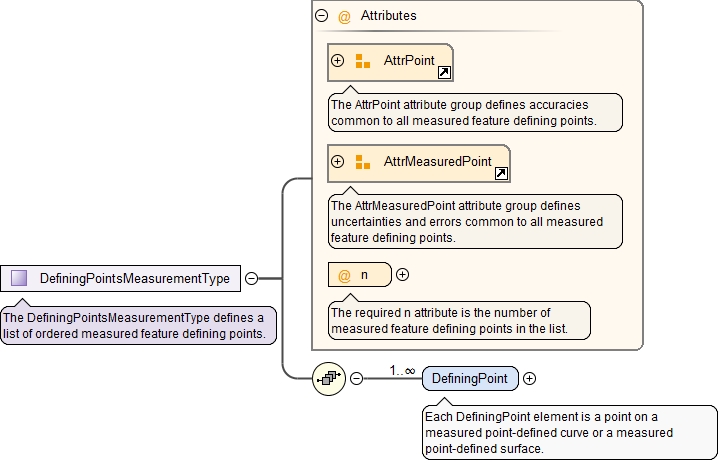 Attributes
AttrPoint
The AttrPoint attribute group defines accuracies
common to all measured feature defining points.
AttrMeasuredPoint
The AttrMeasuredPoint attribute group defines
uncertainties and errors common to all measured
feature defining points.
n
The required n attribute is the number of
measured feature defining points in the list.
DefiningPointsMeasurementType
The DefiningPointsMeasurementType defines a
list of ordered measured feature defining points.
1..∞
DefiningPoint
Each DefiningPoint element is a point on a
measured point-defined curve or a measured
point-defined surface.